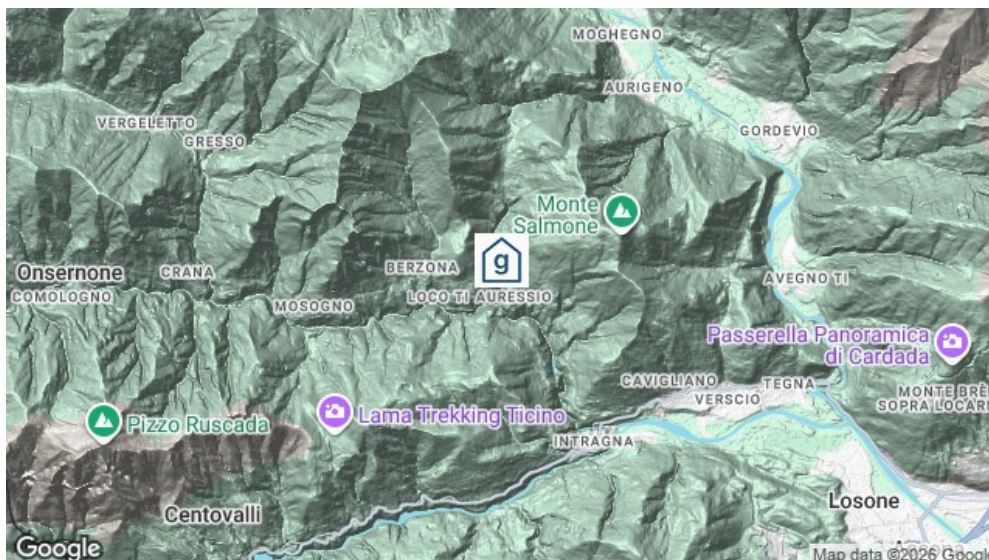 MOGHEGNO
AURIGENO
VERGELETTO
GORDEVIO
GRESSO
Monte
Salmone
g
BERZONA
Onsernone
CRANA
AVEGNO TI
COMOLOGNO
LOCO TI AURESSIO
MOSOGNO
Passerella Panoramica
di Cardada
CAVIGLIANO
TEGNA
VERSCIO
MONTE BRÈ
SOPRA LOCAR
Lama Trekking Ticino
Pizzo Ruscada
INTRAGNA
Losone
Centovalli
Google
Map data ©2026 Google